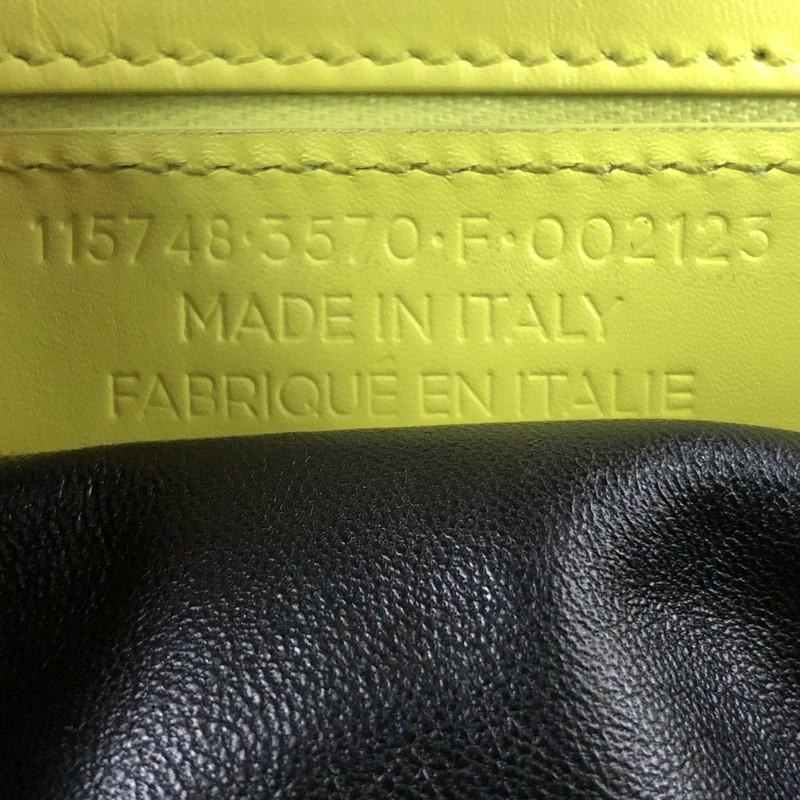 115748·3570·F·002123
MADE IN ITALY
FABRIQUÉ EN ITALIE